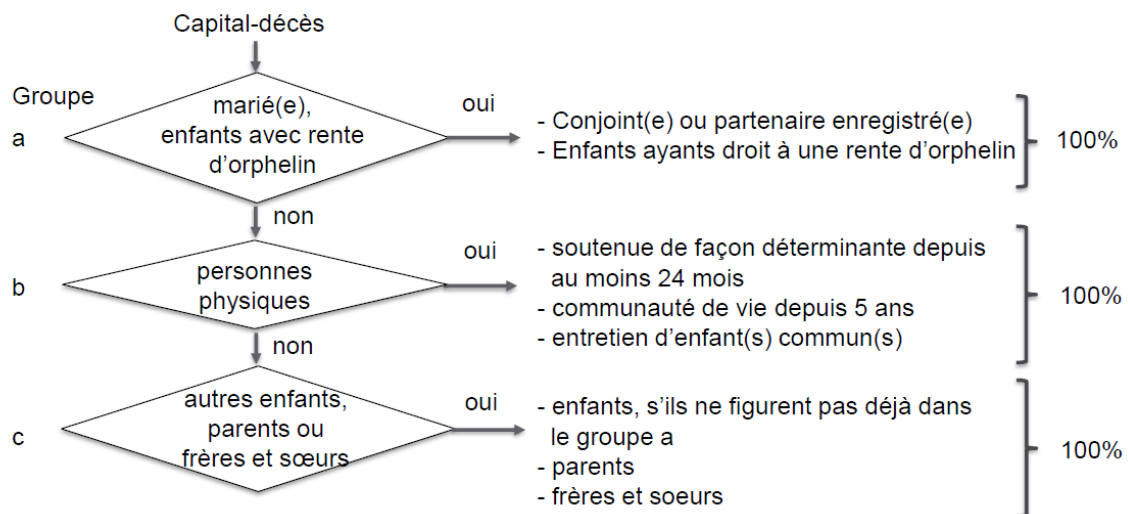 Capital-décès
Groupe
a
marié(e),
enfants avec rente
d'orphelin
oui
- Conjoint(e) ou partenaire enregistré(e)
- Enfants ayants droit à une rente d'orphelin
100%
non
b
personnes
physiques
oui
- soutenue de façon déterminante depuis
au moins 24 mois
- communauté de vie depuis 5 ans
- entretien d'enfant(s) commun(s)
100%
non
c
autres enfants,
parents ou
frères et sœurs
oui
- enfants, s'ils ne figurent pas déjà dans
le groupe a
- parents
- frères et soeurs
100%